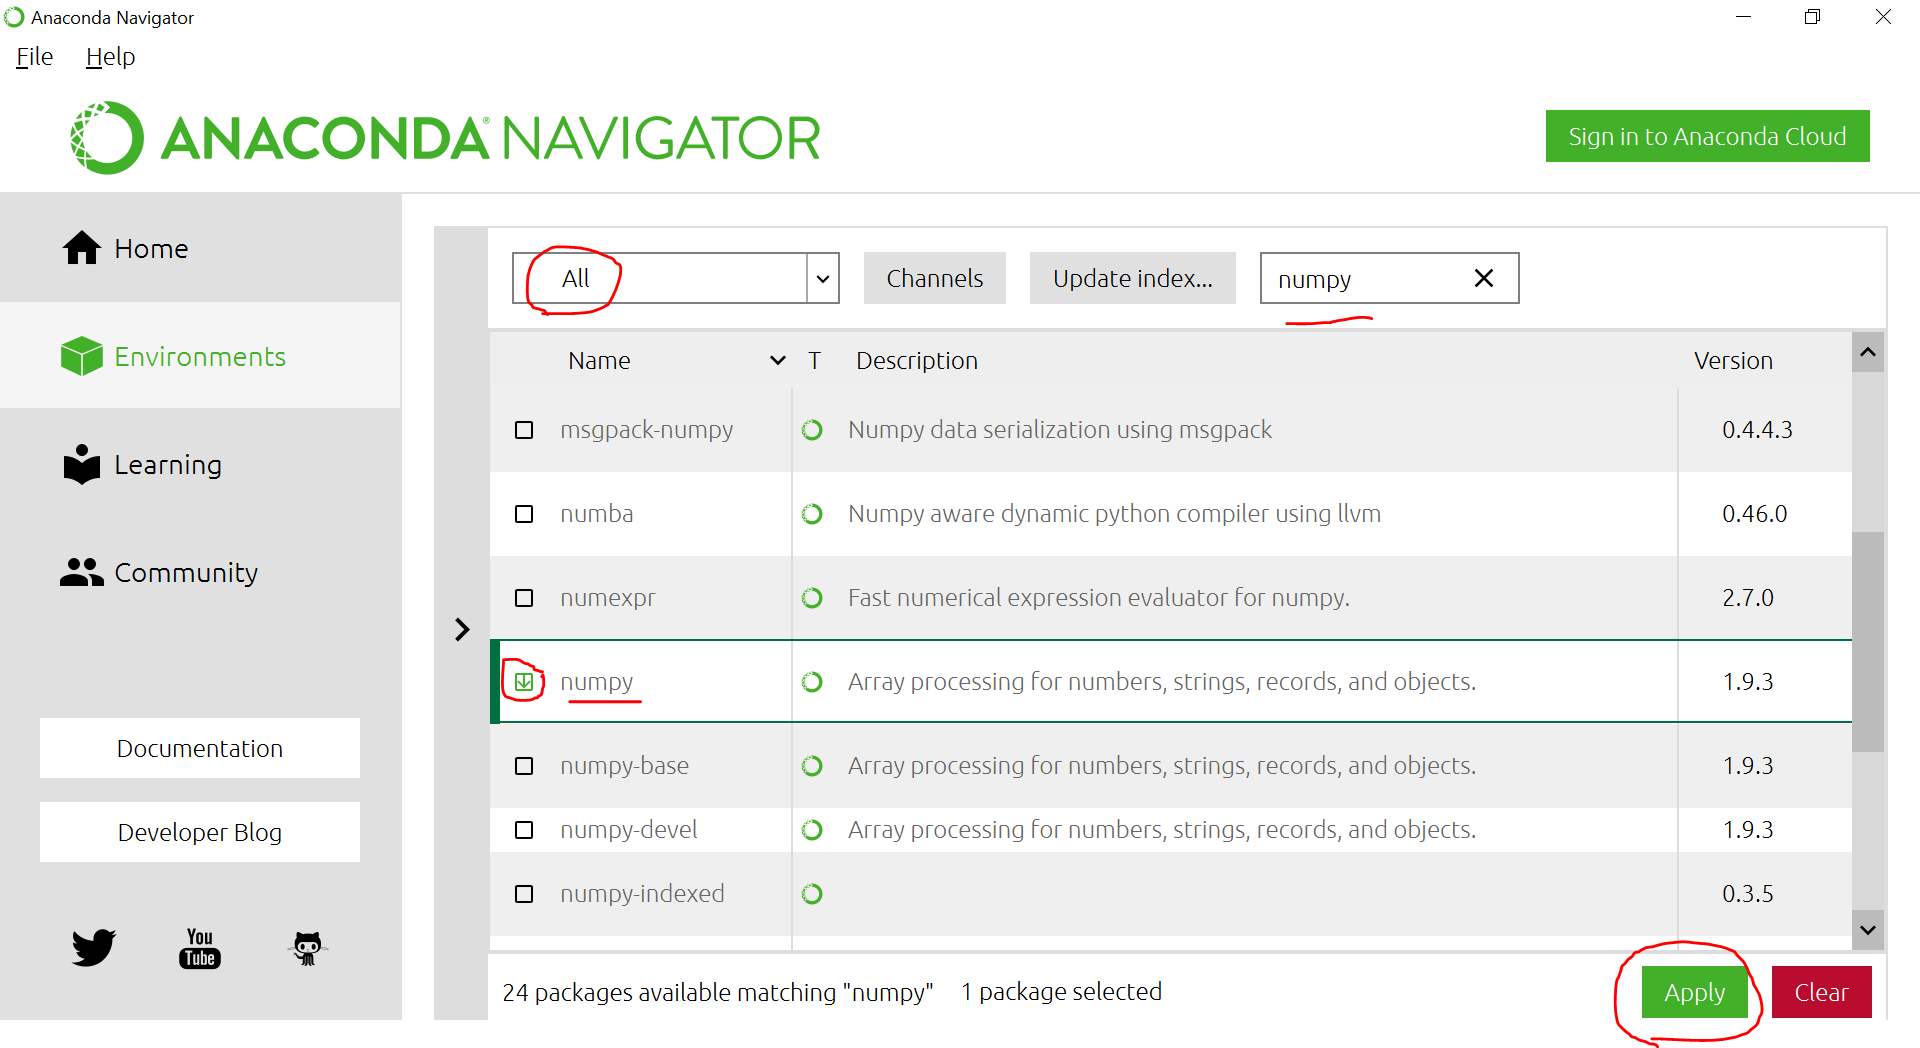 Anaconda Navigator
File Help
ANACONDA® NAVIGATOR
Sign in to Anaconda Cloud
Home
Environments
Learning
Community
Documentation
Developer Blog
You
Tube
All Channels Update index... numpy
Name T Description Version
msgpack-numpy Numpy data serialization using msgpack 0.4.4.3
numba Numpy aware dynamic python compiler using llvm 0.46.0
numexpr Fast numerical expression evaluator for numpy. 2.7.0
numpy Array processing for numbers, strings, records, and objects. 1.9.3
numpy-base Array processing for numbers, strings, records, and objects. 1.9.3
numpy-devel Array processing for numbers, strings, records, and objects. 1.9.3
numpy-indexed 0.3.5
24 packages available matching "numpy" 1 package selected
Apply Clear